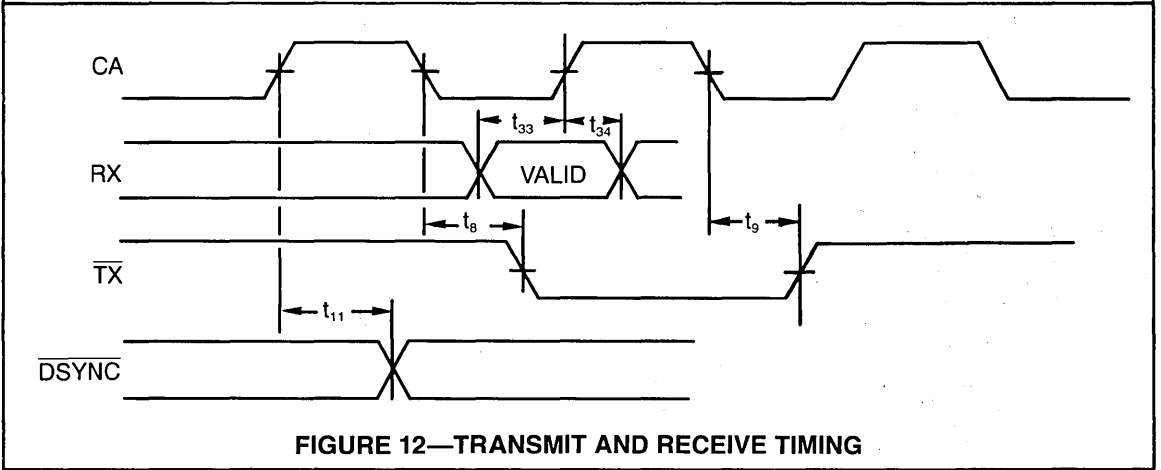 CA
t33
t34
RX
VALID
t8
t9
TX
t11
DSYNC
FIGURE 12—TRANSMIT AND RECEIVE TIMING